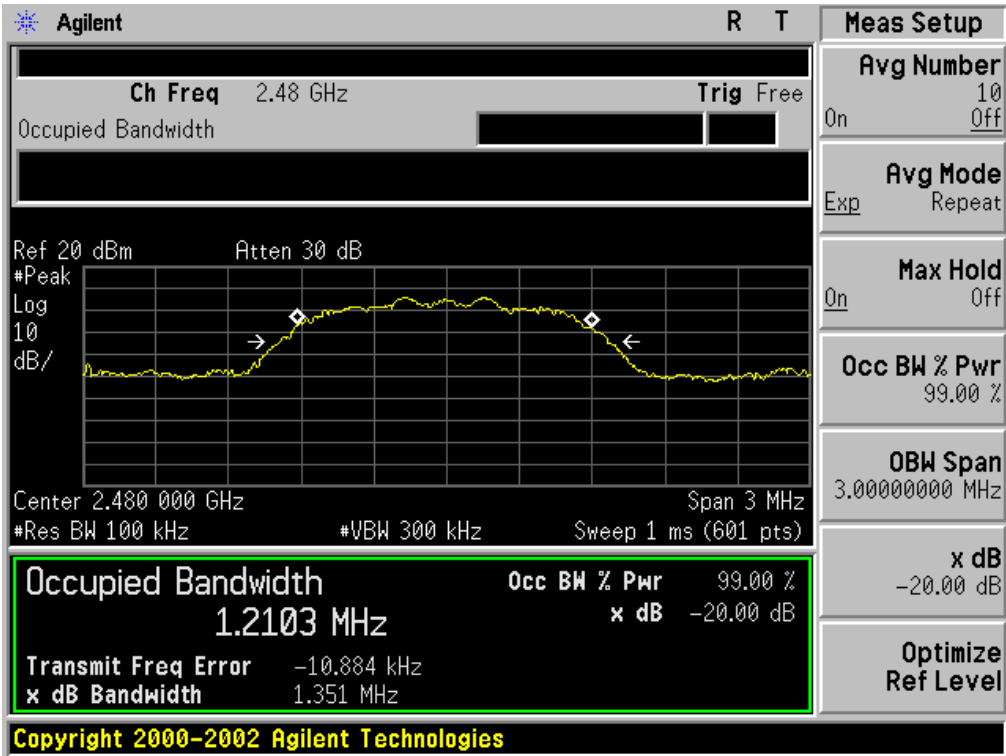 Agilent R T
Meas Setup
Ch Freq 2.48 GHz Trig Free
Occupied Bandwidth
Ref 20 dBm Atten 30 dB
#Peak
Log
10
dB/
Center 2.480 000 GHz Span 3 MHz
#Res BW 100 kHz #VBW 300 kHz Sweep 1 ms (601 pts)
Occupied Bandwidth Occ BW % Pwr 99.00 %
1.2103 MHz x dB -20.00 dB
Transmit Freq Error -10.884 kHz
x dB Bandwidth 1.351 MHz
Avg Number
10
On Off
Avg Mode
Exp Repeat
Max Hold
On Off
Occ BW % Pwr
99.00 %
OBW Span
3.00000000 MHz
x dB
-20.00 dB
Optimize
Ref Level
Copyright 2000-2002 Agilent Technologies